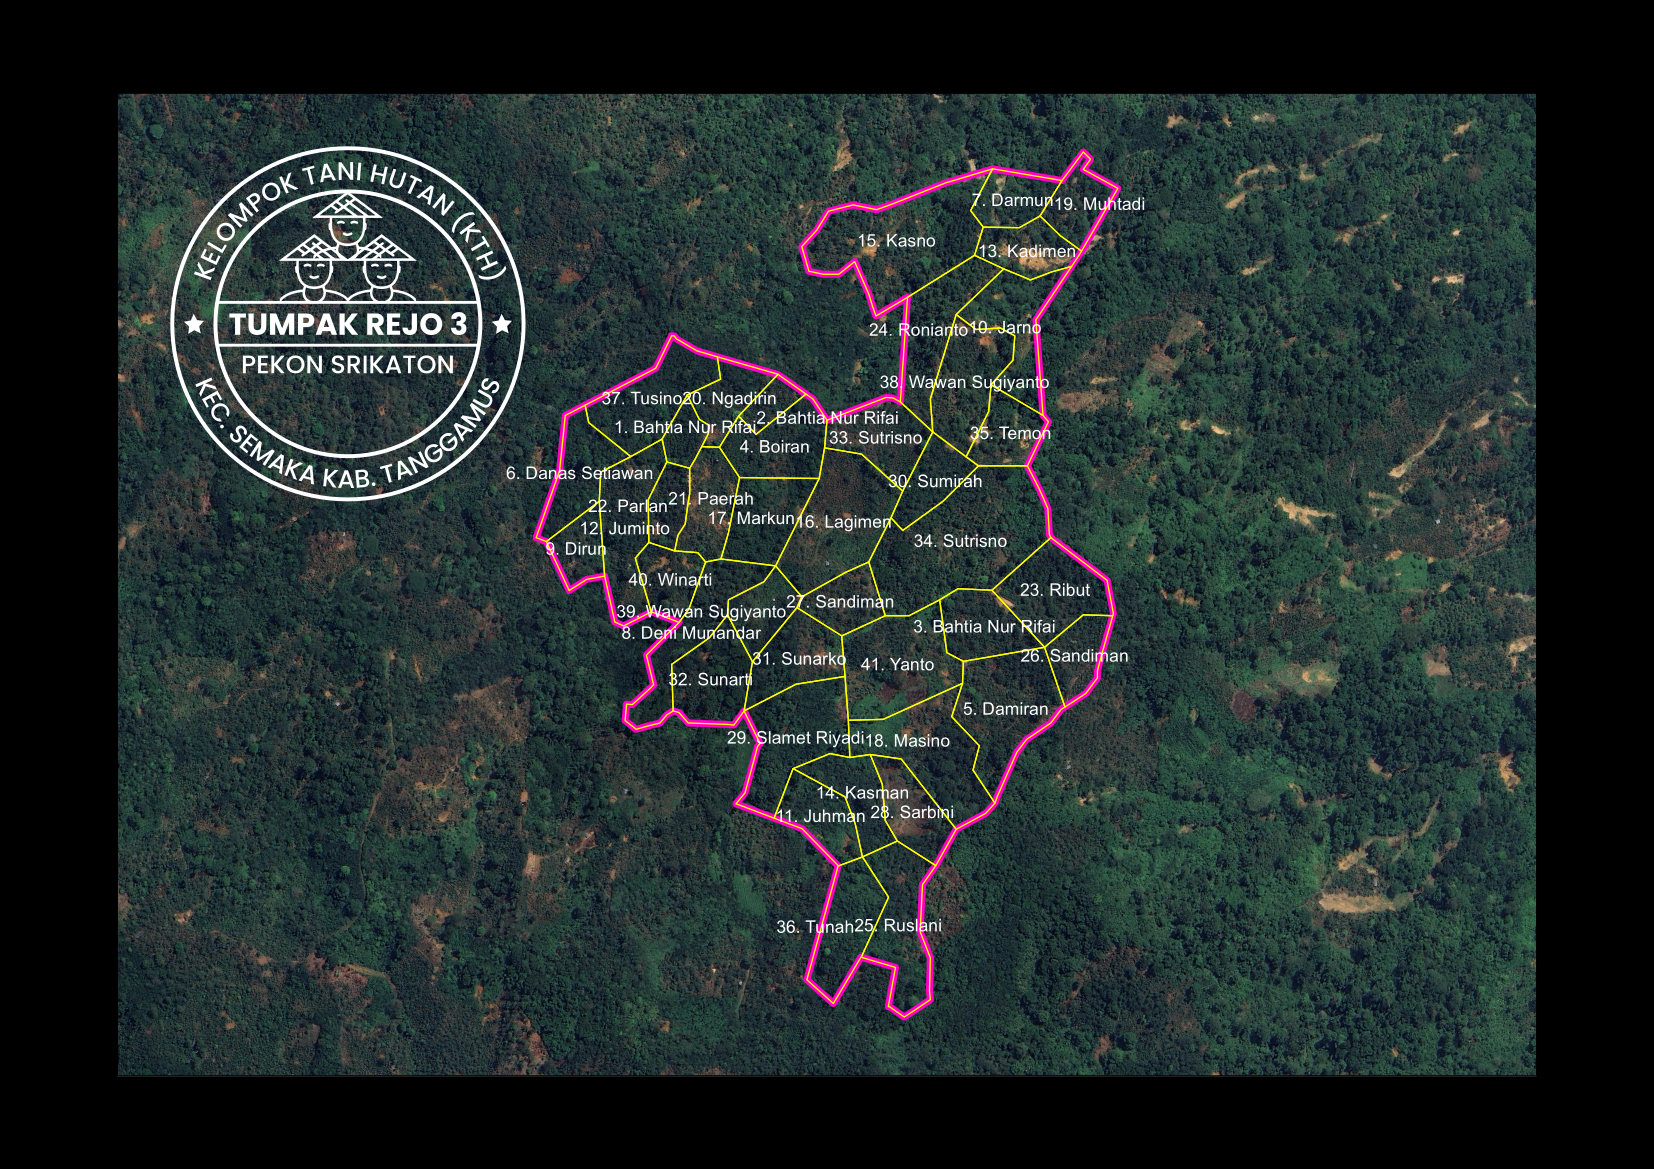 KELOMPOK TANI HUTAN (KTH)
TUMPAK REJO 3
PEKON SRIKATON
KEC. SEMAKA KAB. TANGGAMUS
7. Darmun
19. Muhtadi
15. Kasno
13. Kadimen
24. Ronianto
10. Jarno
38. Wawan Sugiyanto
37. Tusino
20. Ngadirin
2. Bahtia Nur Rifai
1. Bahtia Nur Rifai
33. Sutrisno
35. Temon
4. Boiran
6. Danas Setiawan
30. Sumirah
21. Paerah
22. Parlan
17. Markun
16. Lagimen
12. Juminto
34. Sutrisno
9. Dirun
40. Winarti
23. Ribut
27. Sandiman
39. Wawan Sugiyanto
3. Bahtia Nur Rifai
8. Deni Munandar
31. Sunarko
41. Yanto
26. Sandiman
32. Sunarti
5. Damiran
29. Slamet Riyadi
18. Masino
14. Kasman
11. Juhman
28. Sarbini
36. Tunah
25. Ruslani